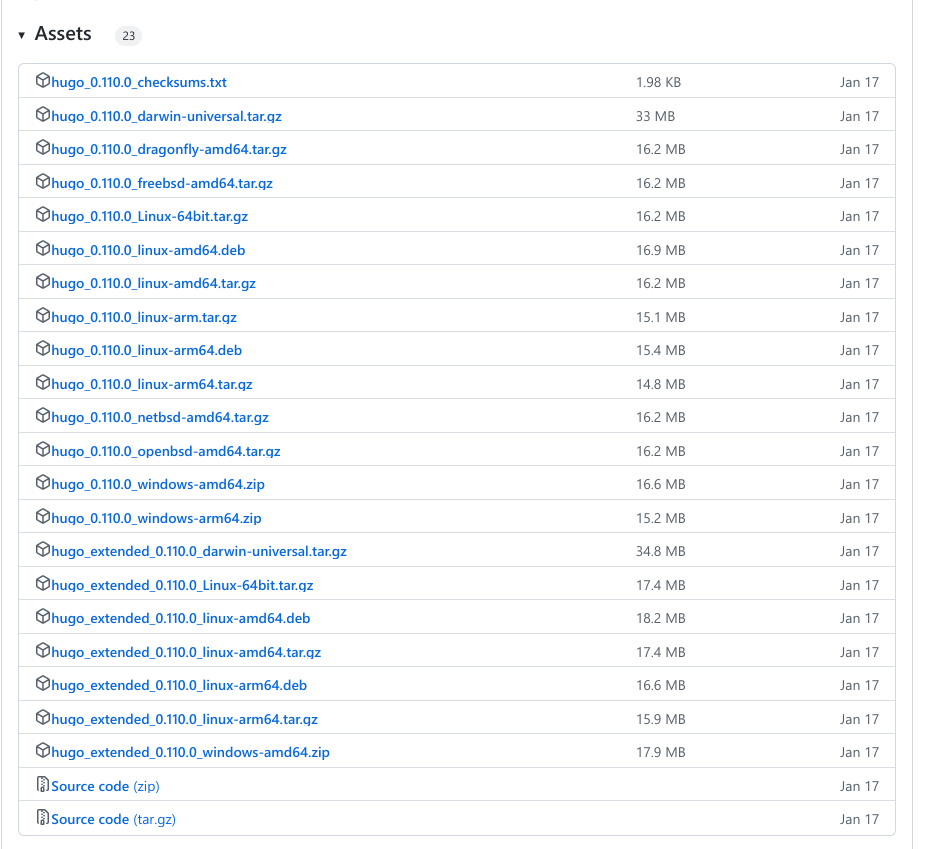 Assets 23
hugo_0.110.0_checksums.txt 1.98 KB Jan 17
hugo_0.110.0_darwin-universal.tar.gz 33 MB Jan 17
hugo_0.110.0_dragonfly-amd64.tar.gz 16.2 MB Jan 17
hugo_0.110.0_freebsd-amd64.tar.gz 16.2 MB Jan 17
hugo_0.110.0_Linux-64bit.tar.gz 16.2 MB Jan 17
hugo_0.110.0_linux-amd64.deb 16.9 MB Jan 17
hugo_0.110.0_linux-amd64.tar.gz 16.2 MB Jan 17
hugo_0.110.0_linux-arm.tar.gz 15.1 MB Jan 17
hugo_0.110.0_linux-arm64.deb 15.4 MB Jan 17
hugo_0.110.0_linux-arm64.tar.gz 14.8 MB Jan 17
hugo_0.110.0_netbsd-amd64.tar.gz 16.2 MB Jan 17
hugo_0.110.0_openbsd-amd64.tar.gz 16.2 MB Jan 17
hugo_0.110.0_windows-amd64.zip 16.6 MB Jan 17
hugo_0.110.0_windows-arm64.zip 15.2 MB Jan 17
hugo_extended_0.110.0_darwin-universal.tar.gz 34.8 MB Jan 17
hugo_extended_0.110.0_Linux-64bit.tar.gz 17.4 MB Jan 17
hugo_extended_0.110.0_linux-amd64.deb 18.2 MB Jan 17
hugo_extended_0.110.0_linux-amd64.tar.gz 17.4 MB Jan 17
hugo_extended_0.110.0_linux-arm64.deb 16.6 MB Jan 17
hugo_extended_0.110.0_linux-arm64.tar.gz 15.9 MB Jan 17
hugo_extended_0.110.0_windows-amd64.zip 17.9 MB Jan 17
Source code (zip) Jan 17
Source code (tar.gz) Jan 17